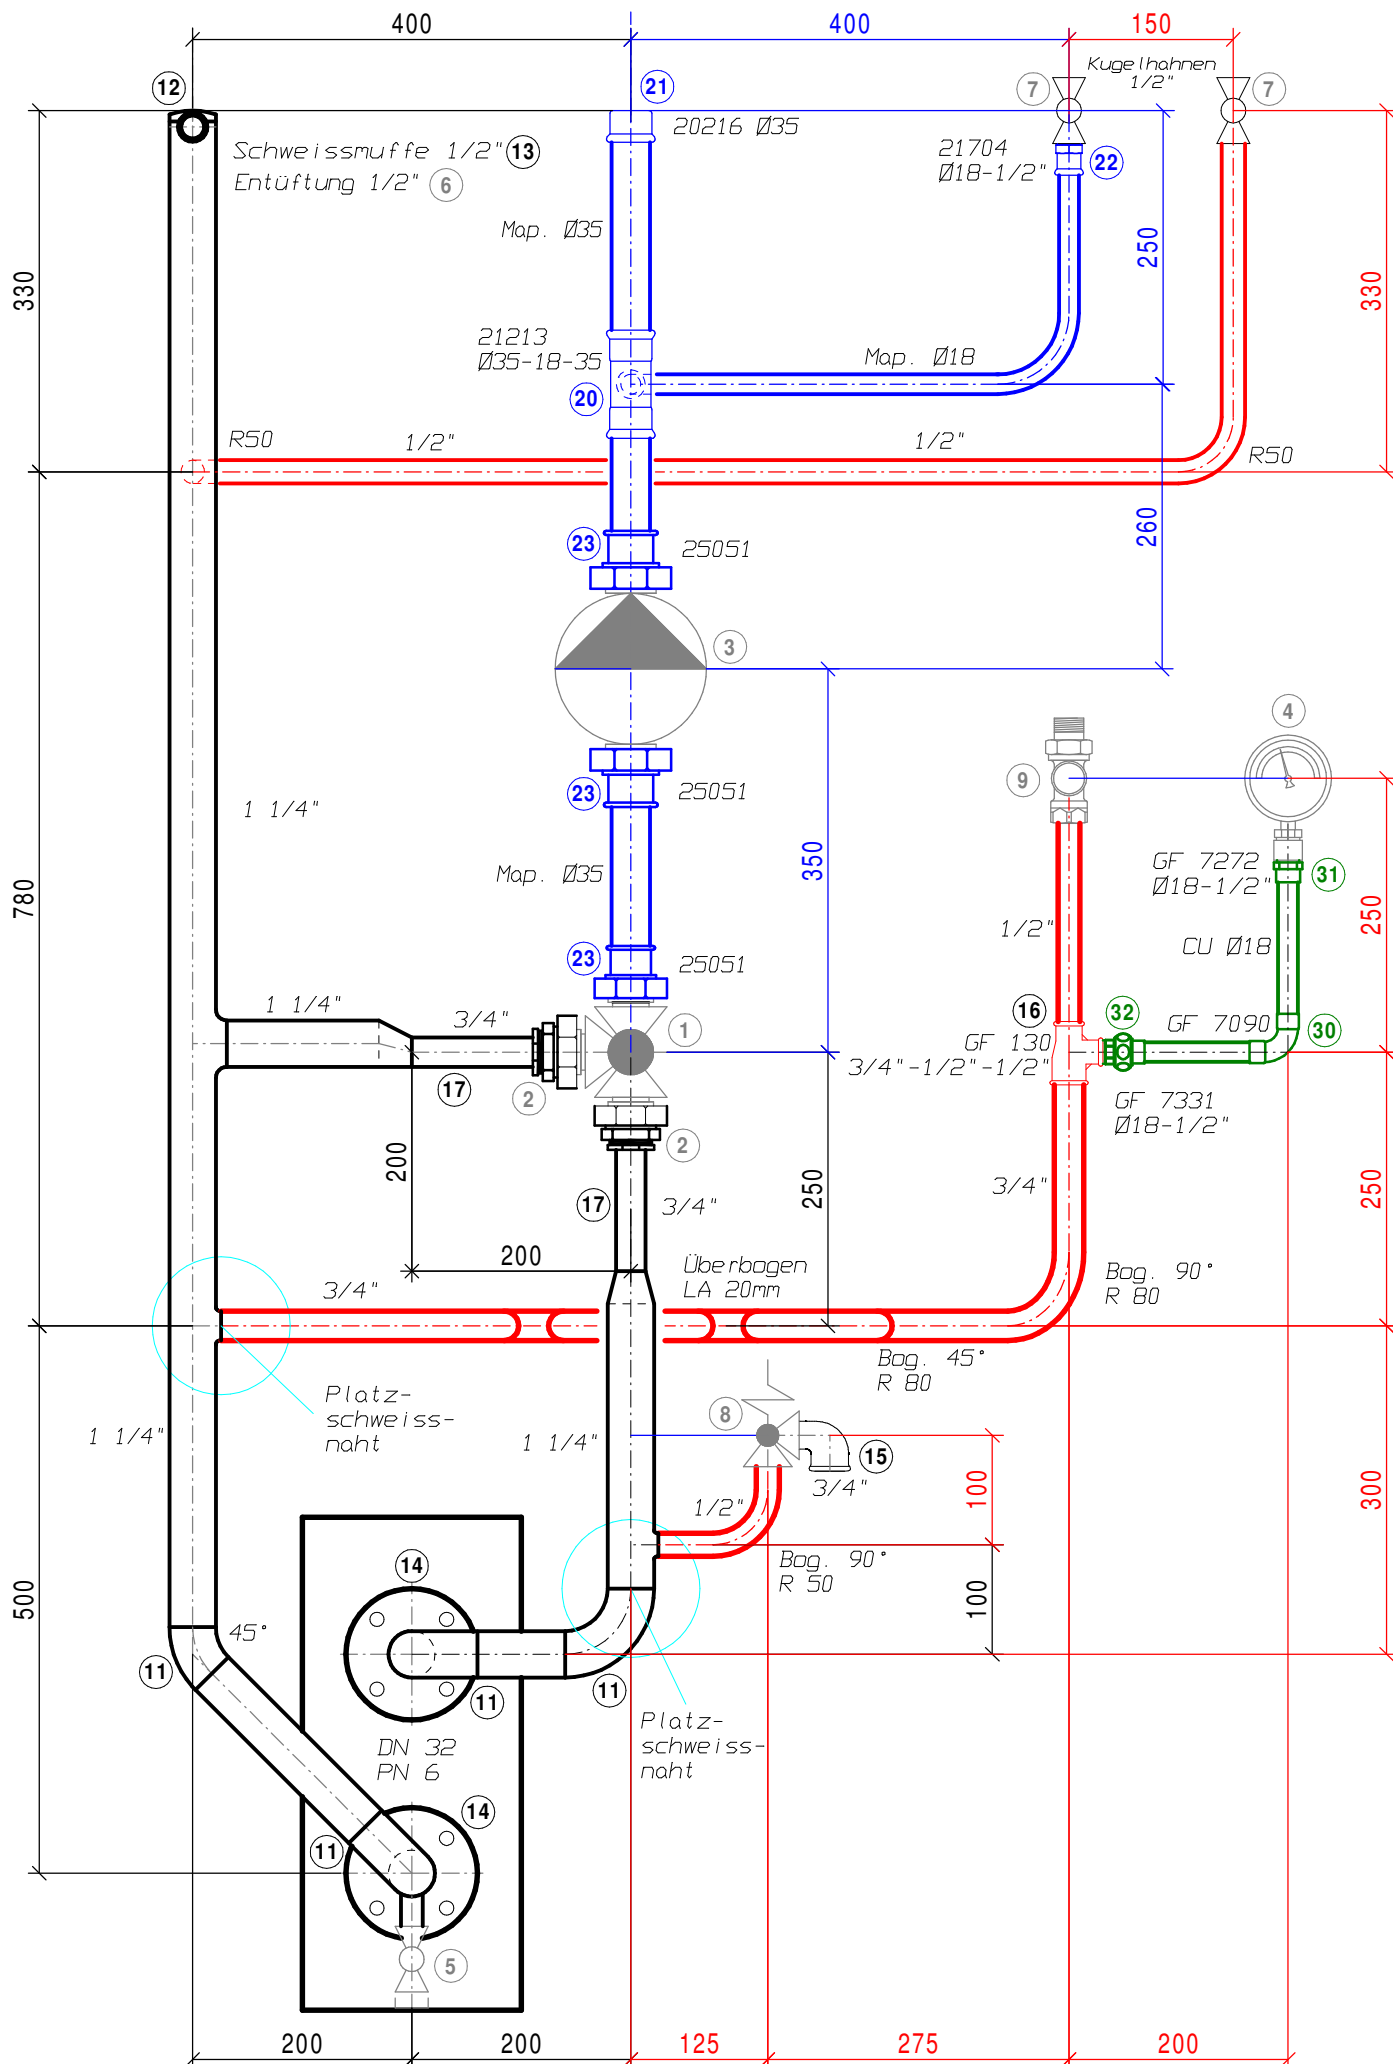 400
400
150
Kugelhahnen
1/2"
12
21
7
7
20216 Ø35
Schweissmuffe 1/2" 13
Entüftung 1/2" 6
21704
Ø18-1/2"
22
Map. Ø35
250
330
330
21213
Ø35-18-35
20
Map. Ø18
R50
1/2"
1/2"
R50
260
23
25051
3
4
9
1 1/4"
23
25051
350
780
Map. Ø35
GF 7272
Ø18-1/2"
31
250
1/2"
CU Ø18
23
25051
1 1/4"
3/4"
1
16
32
GF 7090
30
GF 130
3/4"-1/2"-1/2"
17
2
GF 7331
Ø18-1/2"
2
200
17
3/4"
250
3/4"
250
200
Überbogen
LA 20mm
Bog. 90°
R 80
3/4"
Bog. 45°
R 80
Platz-
schweiss-
naht
8
1 1/4"
1 1/4"
15
3/4"
1/2"
100
300
Bog. 90°
R 50
14
100
500
45°
11
11
11
Platz-
schweiss-
naht
DN 32
PN 6
14
11
5
200
200
125
275
200